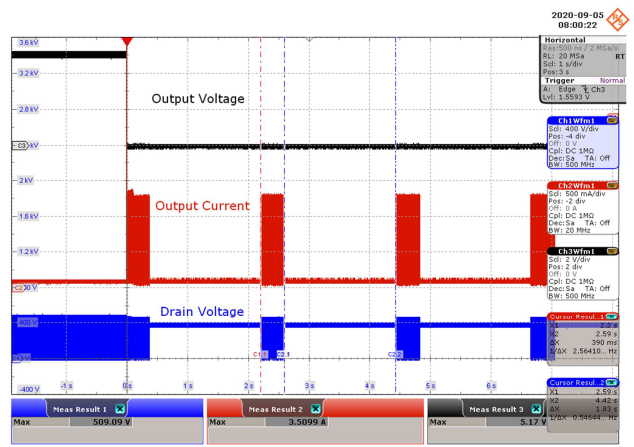 2020-09-05
08:00:22
Horizontal
Res:500 ns / 2 MSa/s
RL: 20 MSa RT
Scl: 1 s/div
Pos:3 s
Trigger Normal
A: Edge Ch3
Lvl: 1.5593 V
3.6 kV
3.2 kV
2.8 kV
C3
kV
2 kV
1.6 kV
1.2 kV
C2
400 V
-400 V
Output Voltage
Output Current
Drain Voltage
C1.1
C2.1
C2.2
-1 s
0 s
1 s
2 s
3 s
4 s
5 s
6 s
Ch1Wfm1
Scl: 400 V/div
Pos: -4 div
Off: 0 V
Cpl: DC 1MΩ
Dec:Sa TA: Off
BW: 500 MHz
Ch2Wfm1
Scl: 500 mA/div
Pos: -2 div
Off: 0 A
Cpl: DC 1MΩ
Dec:Sa TA: Off
BW: 20 MHz
Ch3Wfm1
Scl: 2 V/div
Pos: 2 div
Off: 0 V
Cpl: DC 1MΩ
Dec:Sa TA: Off
BW: 500 MHz
Cursor Resul...1
X1 2.2 s
X2 2.59 s
ΔX 390 ms
1/ΔX 2.56410...Hz
Cursor Resul...2
X1 2.59 s
X2 4.42 s
ΔX 1.83 s
1/ΔX 0.54644...Hz
Meas Result 1
Max 509.09 V
Meas Result 2
Max 3.5099 A
Meas Result 3
Max 5.17 V